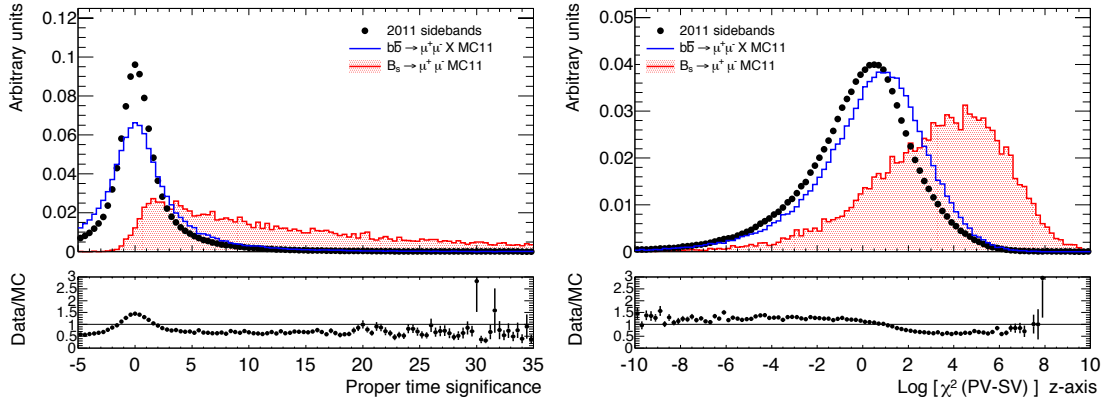 Arbitrary units
0.12
0.1
0.08
0.06
0.04
0.02
0
2011 sidebands
bb̅ → μ⁺ μ⁻ X MC11
Bₛ → μ⁺ μ⁻ MC11
Data/MC
3
2.5
2
1.5
1
0.5
0
-5 0 5 10 15 20 25 30 35
Proper time significance
Arbitrary units
0.05
0.04
0.03
0.02
0.01
0
2011 sidebands
bb̅ → μ⁺ μ⁻ X MC11
Bₛ → μ⁺ μ⁻ MC11
Data/MC
3
2.5
2
1.5
1
0.5
0
-10 -8 -6 -4 -2 0 2 4 6 8 10
Log [ χ² (PV-SV) ] z-axis